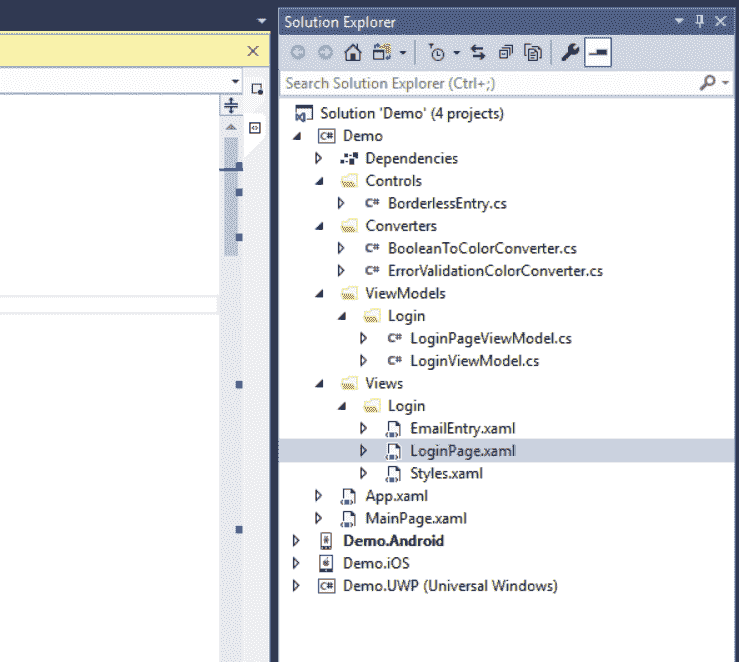 Solution Explorer
Search Solution Explorer (Ctrl+;)
Solution 'Demo' (4 projects)
C# Demo
Dependencies
Controls
C# BorderlessEntry.cs
Converters
C# BooleanToColorConverter.cs
C# ErrorValidationColorConverter.cs
ViewModels
Login
C# LoginPageViewModel.cs
C# LoginViewModel.cs
Views
Login
EmailEntry.xaml
LoginPage.xaml
Styles.xaml
App.xaml
MainPage.xaml
Demo.Android
Demo.iOS
C# Demo.UWP (Universal Windows)